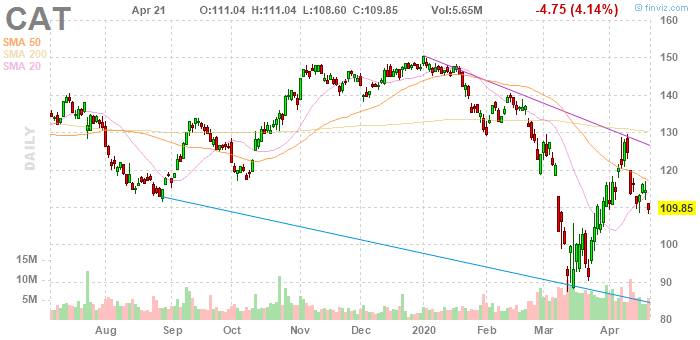 © finviz.com
CAT Apr 21 O:111.04 H:111.04 L:108.60 C:109.85 Vol:5.65M -4.75 (4.14%)
SMA 50
SMA 200
SMA 20
DAILY
160
150
140
130
120
109.85
100
90
80
15M
10M
5M
Aug Sep Oct Nov Dec 2020 Feb Mar Apr